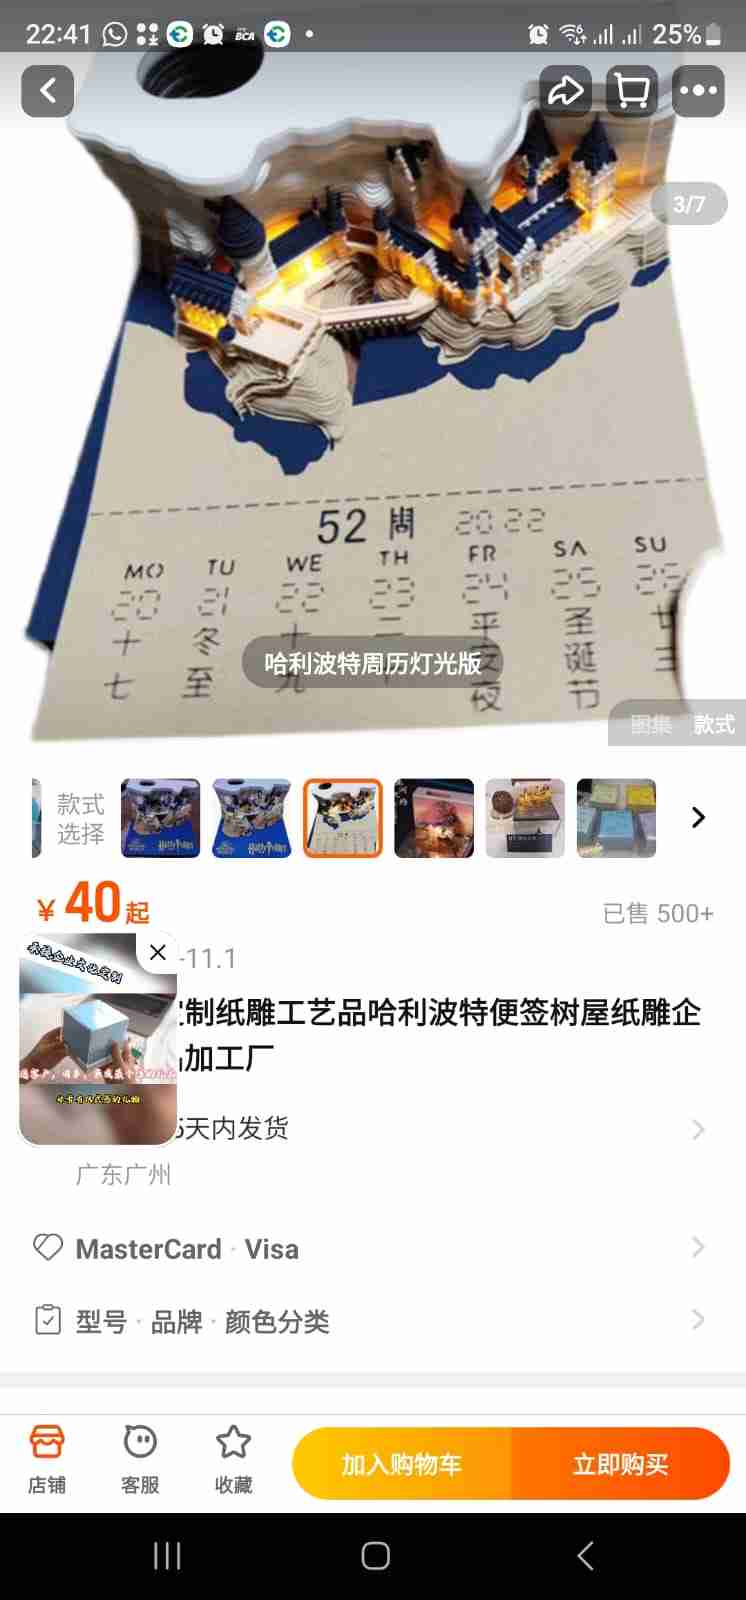 22:41
BCA
25%
3/7
52 周 2022
MO TU WE TH FR SA SU
20 21 22 23 24 25 26
十七 冬至 平安夜 圣诞节 廿三
哈利波特周历灯光版
图集 款式
款式
选择
Harry Potter
Harry Potter
¥40起
已售 500+
-11.1
制纸雕工艺品哈利波特便签树屋纸雕企
加工厂
5天内发货
广东广州
MasterCard · Visa
型号 · 品牌 · 颜色分类
店铺
客服
收藏
加入购物车
立即购买